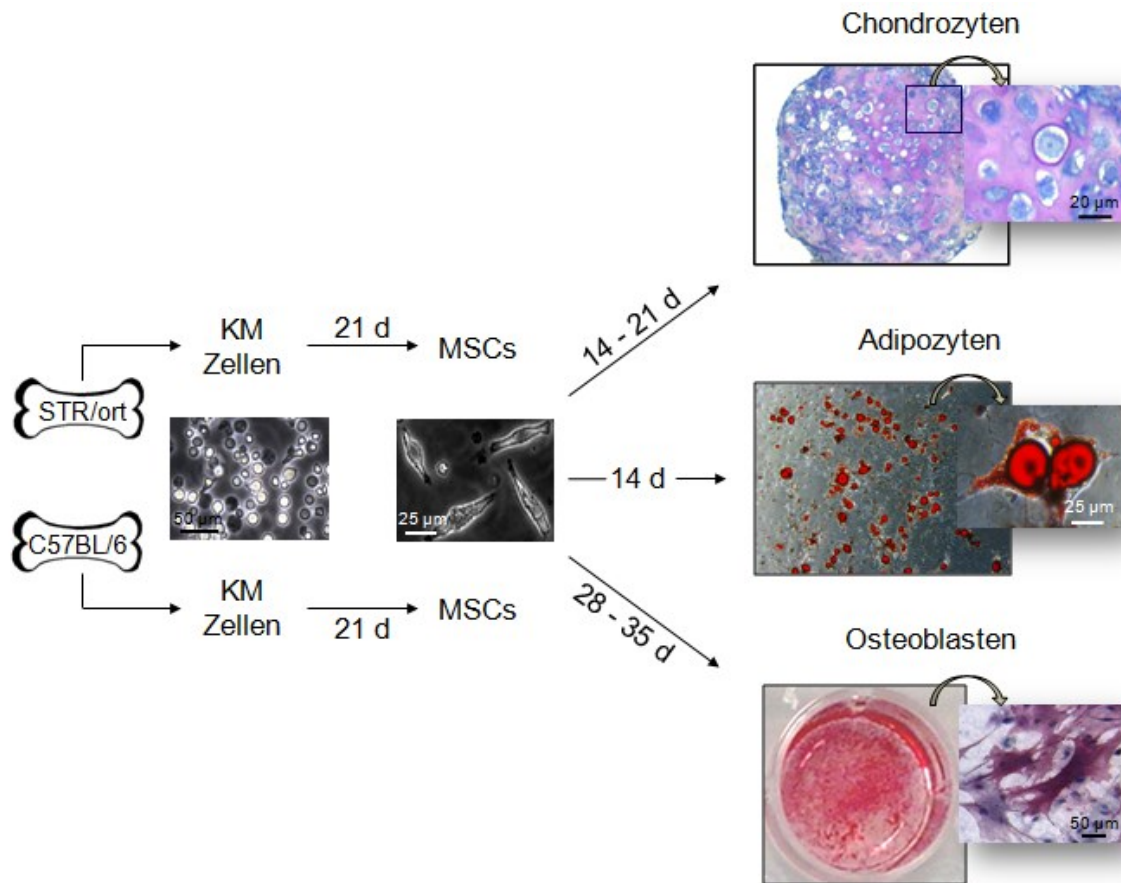 Chondrozyten
20 µm
KM
Zellen
21 d
MSCs
14 - 21 d
STR/ort
Adipozyten
50 µm
25 µm
14 d
25 µm
C57BL/6
KM
Zellen
21 d
MSCs
28 - 35 d
Osteoblasten
50 µm